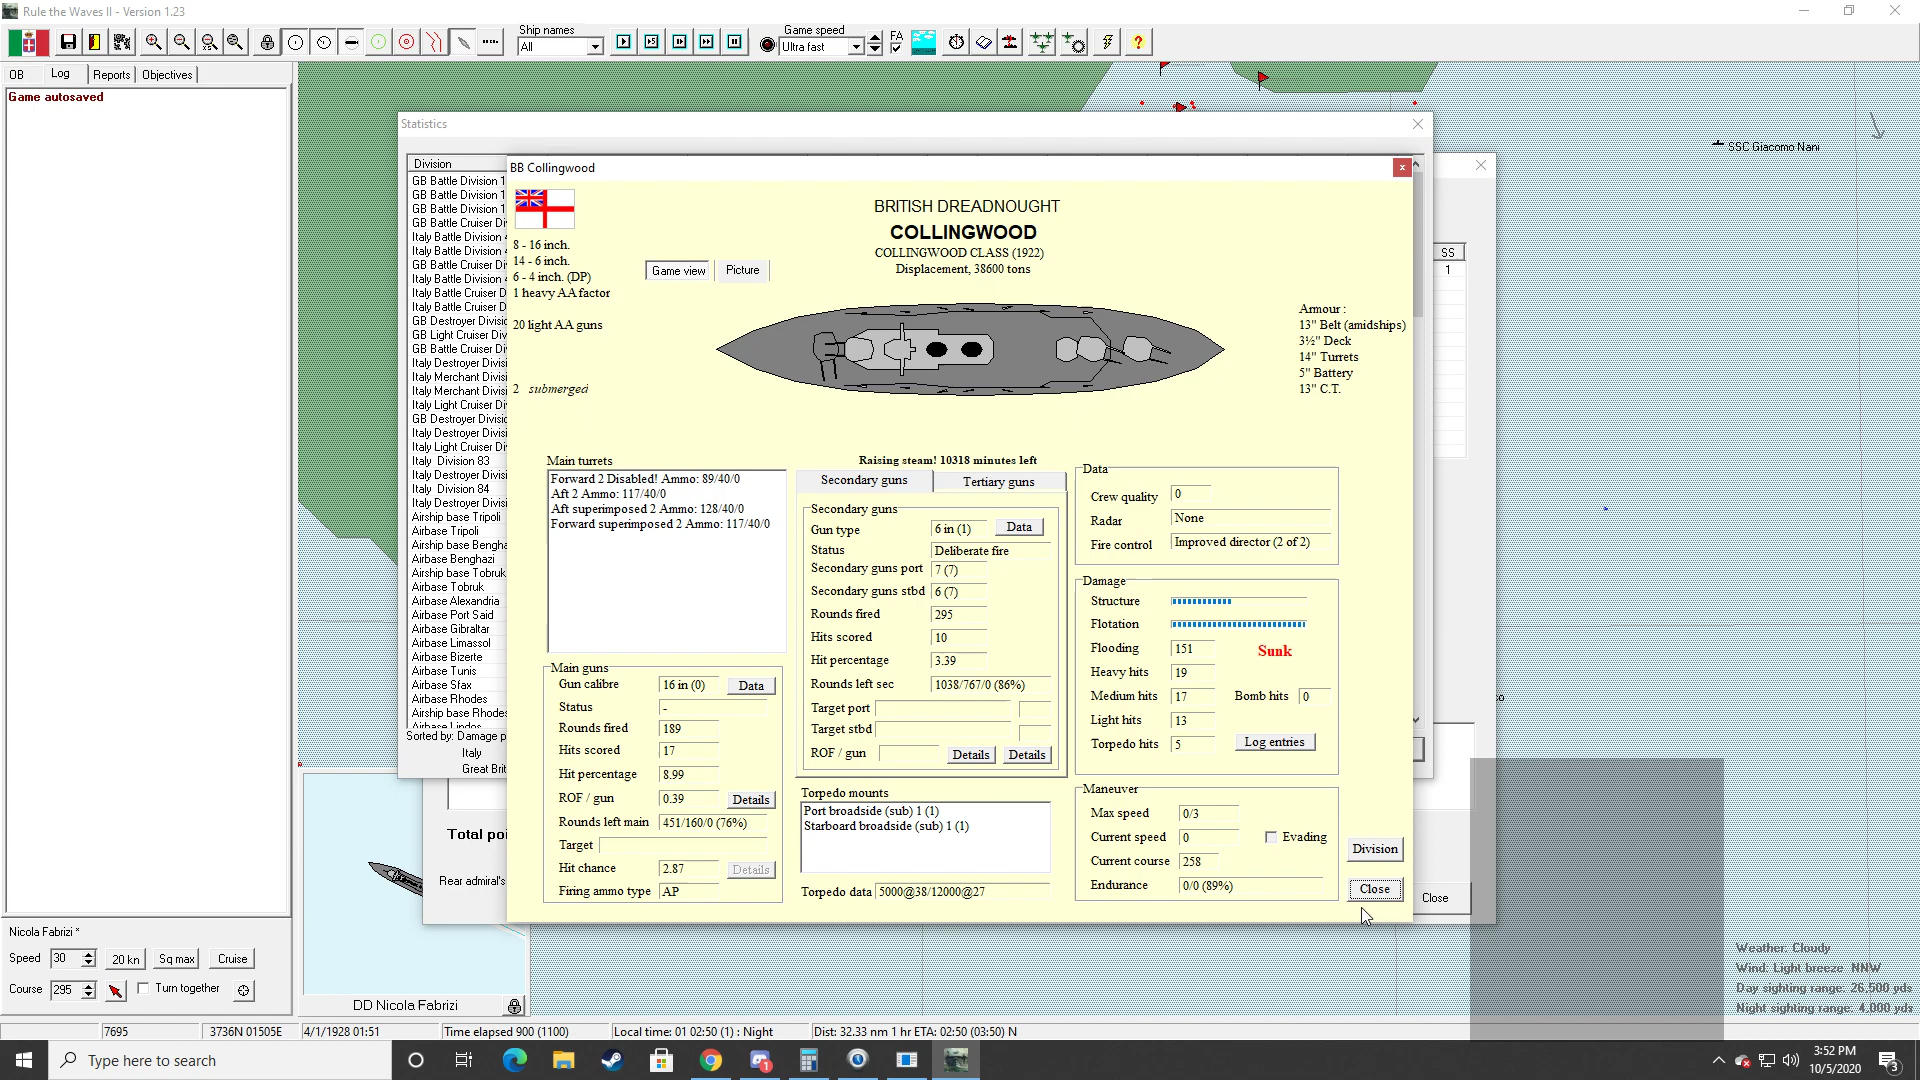 Rule the Waves II - Version 1.23
Ship names
All
Game speed
Ultra fast
FA
OB
Log
Reports
Objectives
Game autosaved
SSC Giacomo Nani
Statistics
Division
GB Battle Division 1
GB Battle Division 1
GB Battle Division 1
GB Battle Cruiser Di
Italy Battle Division 4
Italy Battle Division 4
GB Battle Cruiser Di
Italy Battle Division 4
Italy Battle Cruiser D
Italy Battle Cruiser D
GB Destroyer Divisio
GB Light Cruiser Di
GB Battle Cruiser Di
Italy Destroyer Divisi
Italy Merchant Divisi
Italy Merchant Divisi
Italy Light Cruiser Di
GB Destroyer Divisio
Italy Destroyer Divisi
Italy Light Cruiser Di
Italy Division 83
Italy Destroyer Divisi
Italy Division 84
Italy Destroyer Divisi
Airship base Tripoli
Airbase Tripoli
Airship base Bengha
Airbase Benghazi
Airship base Tobruk
Airbase Tobruk
Airbase Alexandria
Airbase Port Said
Airbase Gibraltar
Airbase Limassol
Airbase Bizerte
Airbase Tunis
Airbase Sfax
Airbase Rhodes
Airship base Rhodes
Airbase Lindos
Sorted by: Damage p
Italy
Great Brit
SS
1
BB Collingwood
BRITISH DREADNOUGHT
COLLINGWOOD
COLLINGWOOD CLASS (1922)
Displacement, 38600 tons
8 - 16 inch.
14 - 6 inch.
6 - 4 inch. (DP)
1 heavy AA factor
20 light AA guns
2 submerged
Game view
Picture
Armour :
13" Belt (amidships)
3½" Deck
14" Turrets
5" Battery
13" C.T.
Raising steam! 10318 minutes left
Main turrets
Forward 2 Disabled! Ammo: 89/40/0
Aft 2 Ammo: 117/40/0
Aft superimposed 2 Ammo: 128/40/0
Forward superimposed 2 Ammo: 117/40/0
Main guns
Gun calibre 16 in (0) Data
Status -
Rounds fired 189
Hits scored 17
Hit percentage 8.99
ROF / gun 0.39 Details
Rounds left main 451/160/0 (76%)
Target
Hit chance 2.87 Details
Firing ammo type AP
Secondary guns
Tertiary guns
Secondary guns
Gun type 6 in (1) Data
Status Deliberate fire
Secondary guns port 7 (7)
Secondary guns stbd 6 (7)
Rounds fired 295
Hits scored 10
Hit percentage 3.39
Rounds left sec 1038/767/0 (86%)
Target port
Target stbd
ROF / gun Details Details
Torpedo mounts
Port broadside (sub) 1 (1)
Starboard broadside (sub) 1 (1)
Torpedo data 5000@38/12000@27
Data
Crew quality 0
Radar None
Fire control Improved director (2 of 2)
Damage
Structure
Flotation
Flooding 151 Sunk
Heavy hits 19
Medium hits 17 Bomb hits 0
Light hits 13
Torpedo hits 5 Log entries
Maneuver
Max speed 0/3
Current speed 0 Evading
Current course 258
Endurance 0/0 (89%)
Division
Close
Close
Total poi
Rear admiral's
Nicola Fabrizi *
Speed 30 20 kn Sq max Cruise
Course 295 Turn together
DD Nicola Fabrizi
Weather: Cloudy
Wind: Light breeze NNW
Day sighting range: 26,500 yds
Night sighting range: 4,000 yds
7695
3736N 01505E
4/1/1928 01:51
Time elapsed 900 (1100)
Local time: 01 02:50 (1) : Night
Dist: 32.33 nm 1 hr ETA: 02:50 (03:50) N
Type here to search
1
3:52 PM
10/5/2020
3